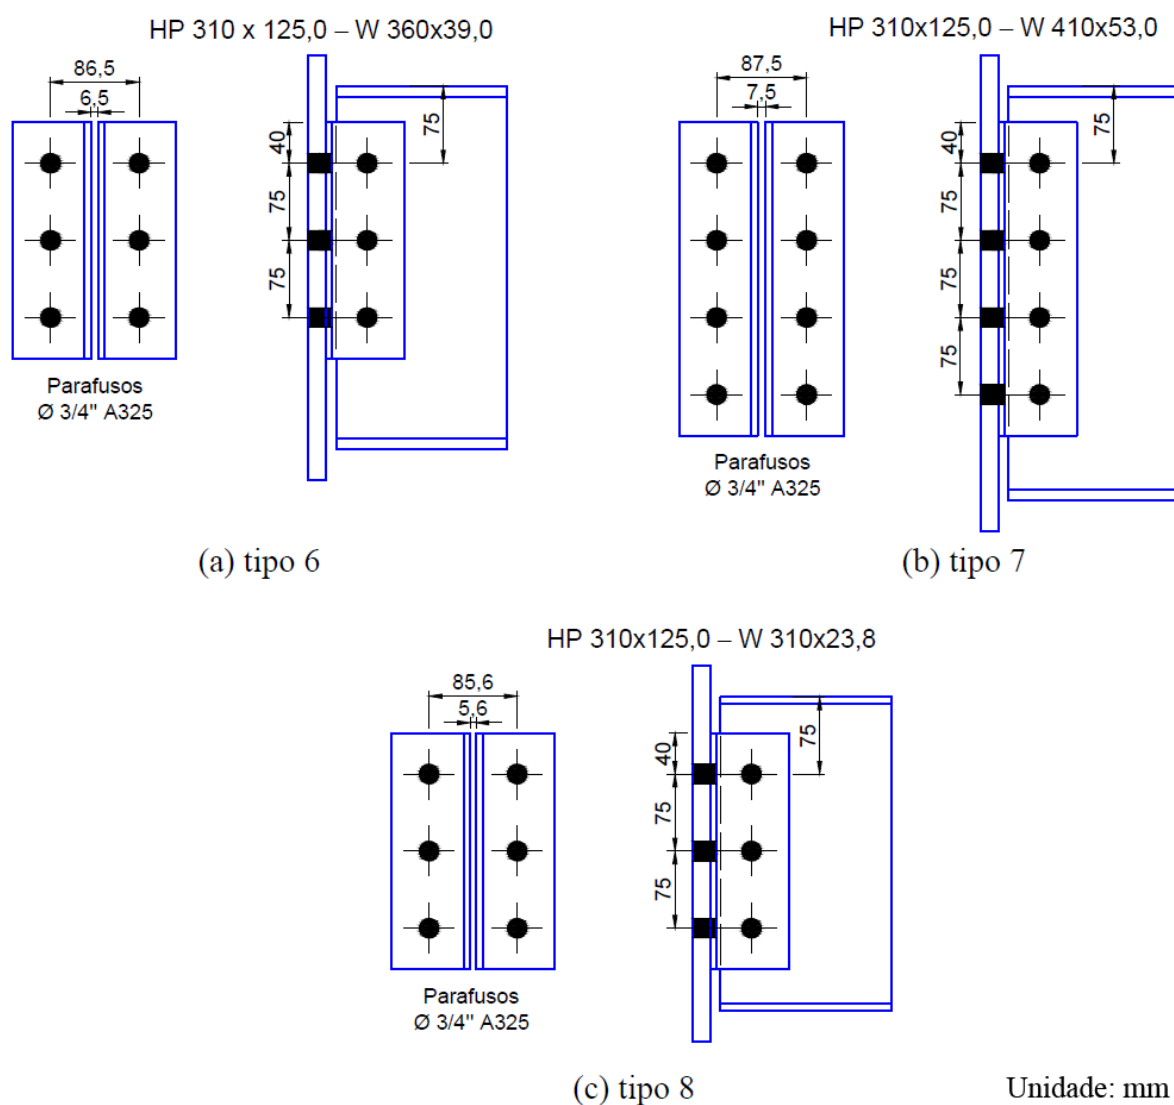 HP 310 x 125,0 – W 360x39,0
86,5
6,5
40
75
75
75
Parafusos
Ø 3/4" A325
(a) tipo 6
HP 310x125,0 – W 410x53,0
87,5
7,5
40
75
75
75
75
Parafusos
Ø 3/4" A325
(b) tipo 7
HP 310x125,0 – W 310x23,8
85,6
5,6
40
75
75
75
Parafusos
Ø 3/4" A325
(c) tipo 8
Unidade: mm